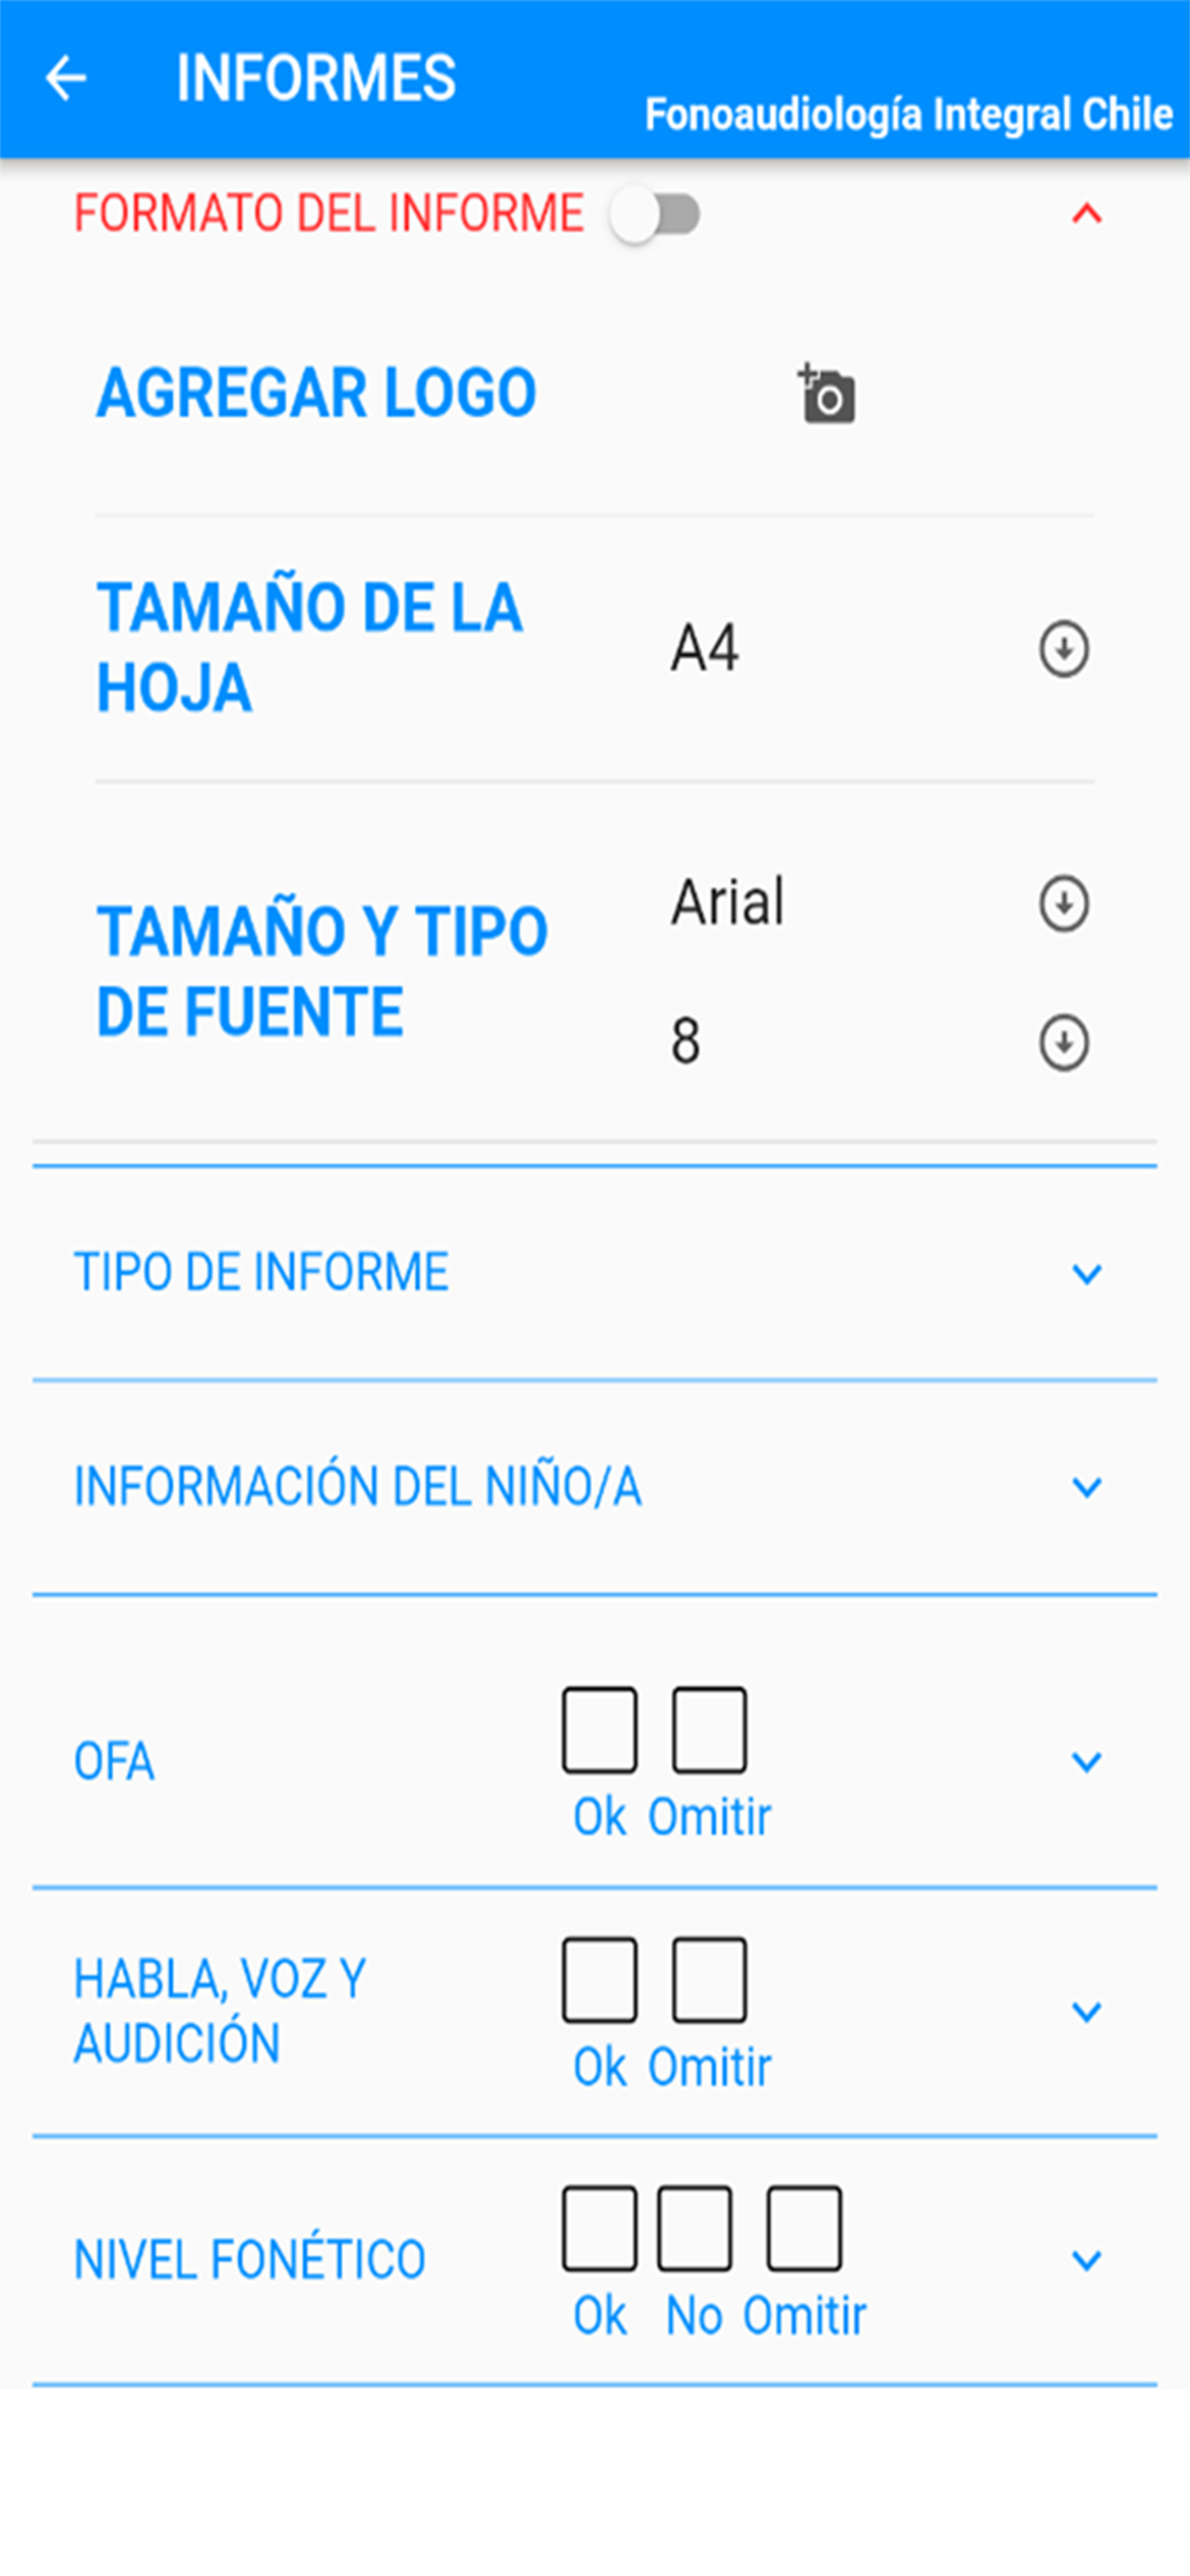 INFORMES
Fonoaudiología Integral Chile
FORMATO DEL INFORME
AGREGAR LOGO
TAMAÑO DE LA
HOJA
A4
TAMAÑO Y TIPO
DE FUENTE
Arial
8
TIPO DE INFORME
INFORMACIÓN DEL NIÑO/A
OFA
Ok Omitir
HABLA, VOZ Y
AUDICIÓN
Ok Omitir
NIVEL FONÉTICO
Ok No Omitir